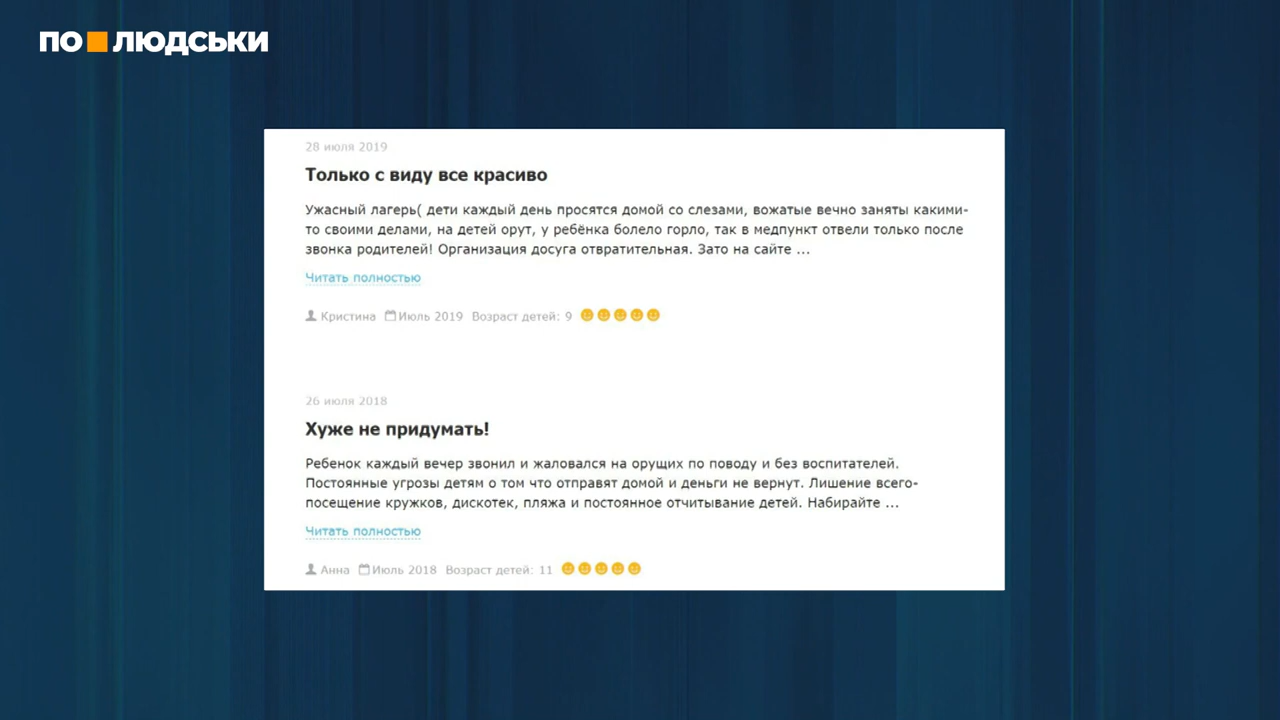 ПО ЛЮДСЬКИ
28 июля 2019
Только с виду все красиво
Ужасный лагерь( дети каждый день просятся домой со слезами, вожатые вечно заняты какими-
то своими делами, на детей орут, у ребёнка болело горло, так в медпункт отвели только после
звонка родителей! Организация досуга отвратительная. Зато на сайте ...
Читать полностью
Кристина Июль 2019 Возраст детей: 9
26 июля 2018
Хуже не придумать!
Ребенок каждый вечер звонил и жаловался на орущих по поводу и без воспитателей.
Постоянные угрозы детям о том что отправят домой и деньги не вернут. Лишение всего-
посещение кружков, дискотек, пляжа и постоянное отчитывание детей. Набирайте ...
Читать полностью
Анна Июль 2018 Возраст детей: 11